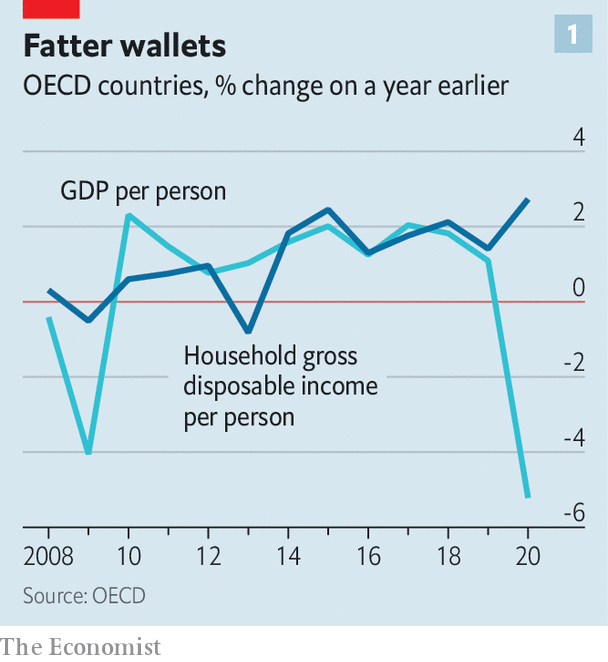 1
Fatter wallets
OECD countries, % change on a year earlier
4
GDP per person
2
0
Household gross
disposable income
per person
-2
-4
-6
2008 10 12 14 16 18 20
Source: OECD
The Economist